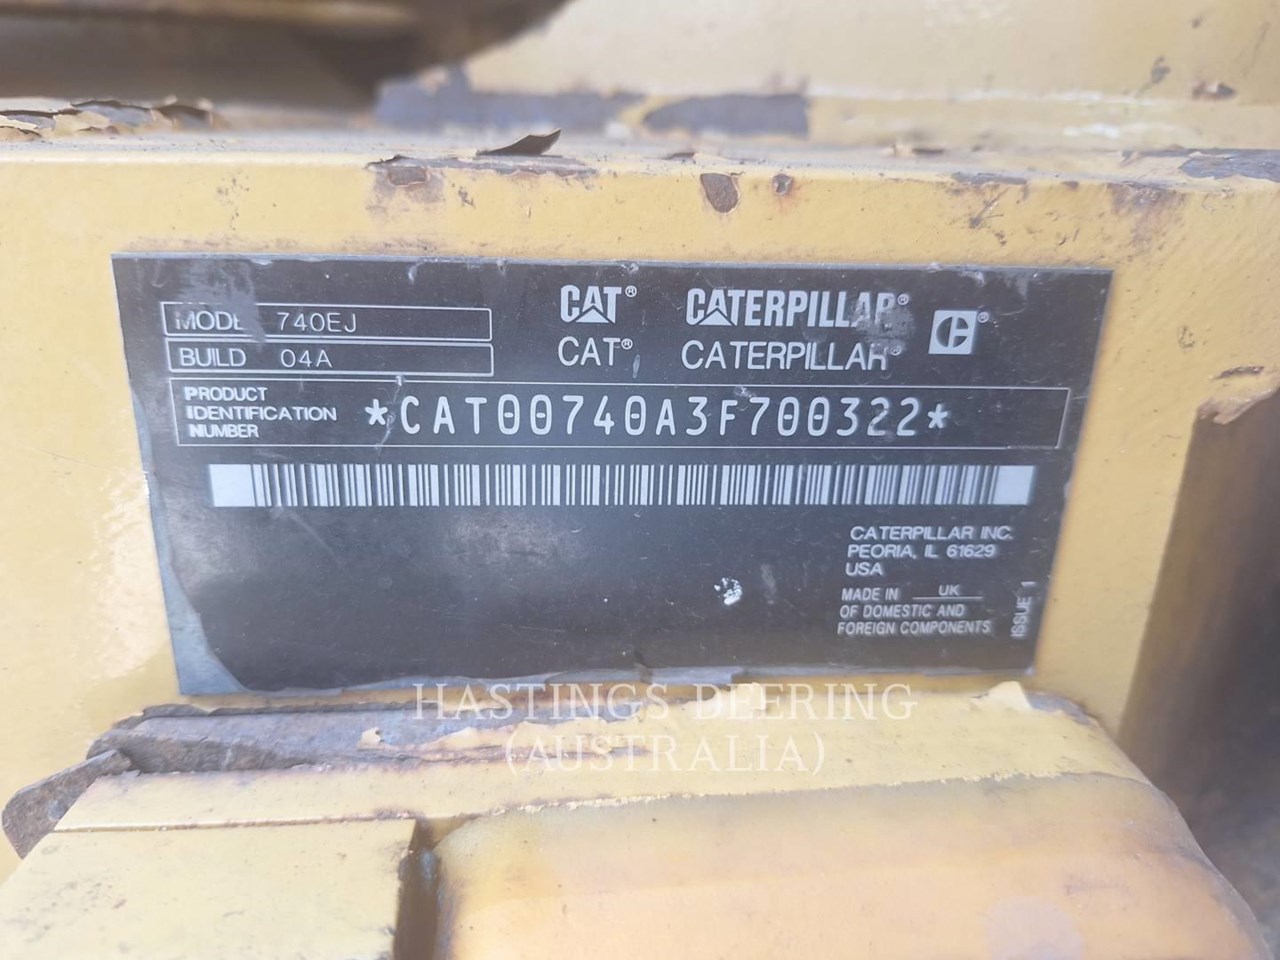 MODEL 740EJ
BUILD 04A
CAT® CATERPILLAR® ®
CAT® CATERPILLAR®
PRODUCT
IDENTIFICATION
NUMBER
*CAT00740A3F700322*
CATERPILLAR INC.
PEORIA, IL 61629
USA
MADE IN UK
OF DOMESTIC AND
FOREIGN COMPONENTS
ISSUE 1
HASTINGS DEERING
(AUSTRALIA)